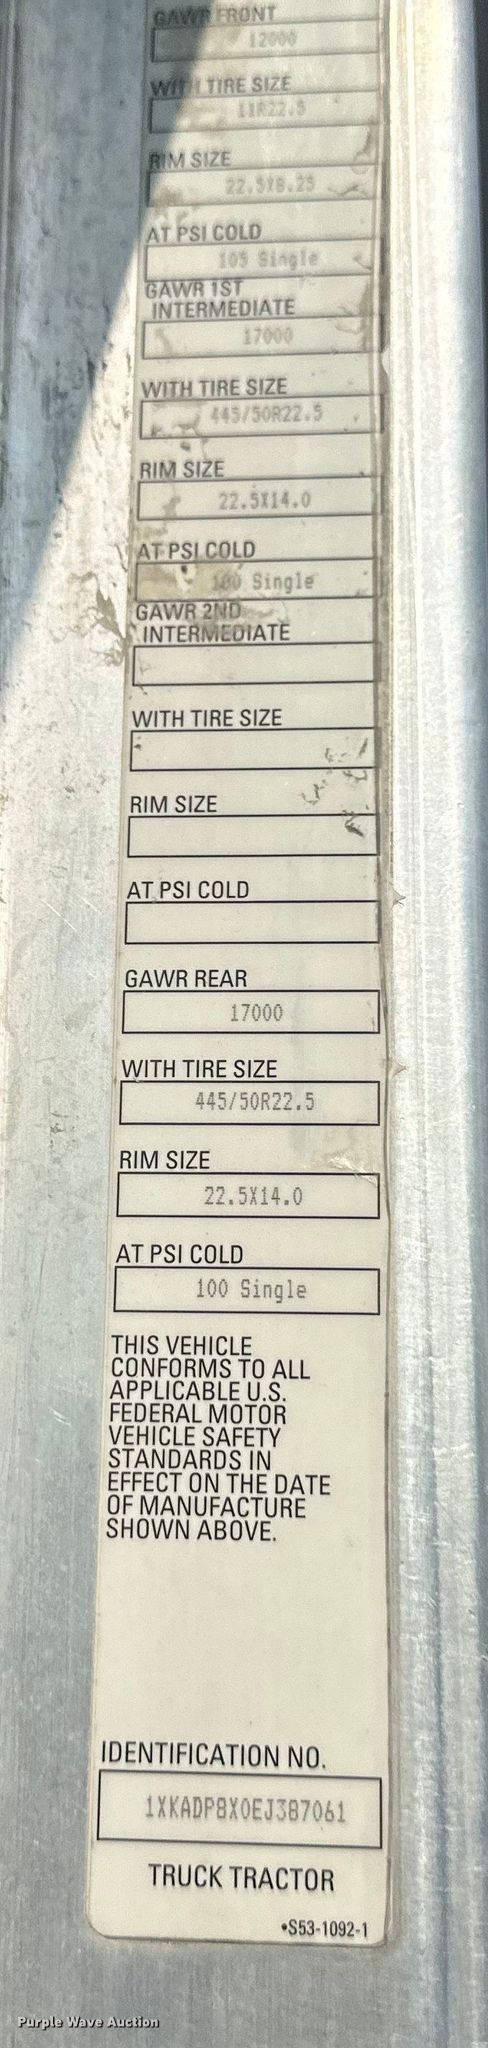 GAWR FRONT
12000
WITH TIRE SIZE
11R22.5
RIM SIZE
22.5X8.25
AT PSI COLD
105 Single
GAWR 1ST
INTERMEDIATE
17000
WITH TIRE SIZE
445/50R22.5
RIM SIZE
22.5X14.0
AT PSI COLD
100 Single
GAWR 2ND
INTERMEDIATE
WITH TIRE SIZE
RIM SIZE
AT PSI COLD
GAWR REAR
17000
WITH TIRE SIZE
445/50R22.5
RIM SIZE
22.5X14.0
AT PSI COLD
100 Single
THIS VEHICLE
CONFORMS TO ALL
APPLICABLE U.S.
FEDERAL MOTOR
VEHICLE SAFETY
STANDARDS IN
EFFECT ON THE DATE
OF MANUFACTURE
SHOWN ABOVE.
IDENTIFICATION NO.
1XKADP8X0EJ387061
TRUCK TRACTOR
•S53-1092-1
Purple Wave Auction